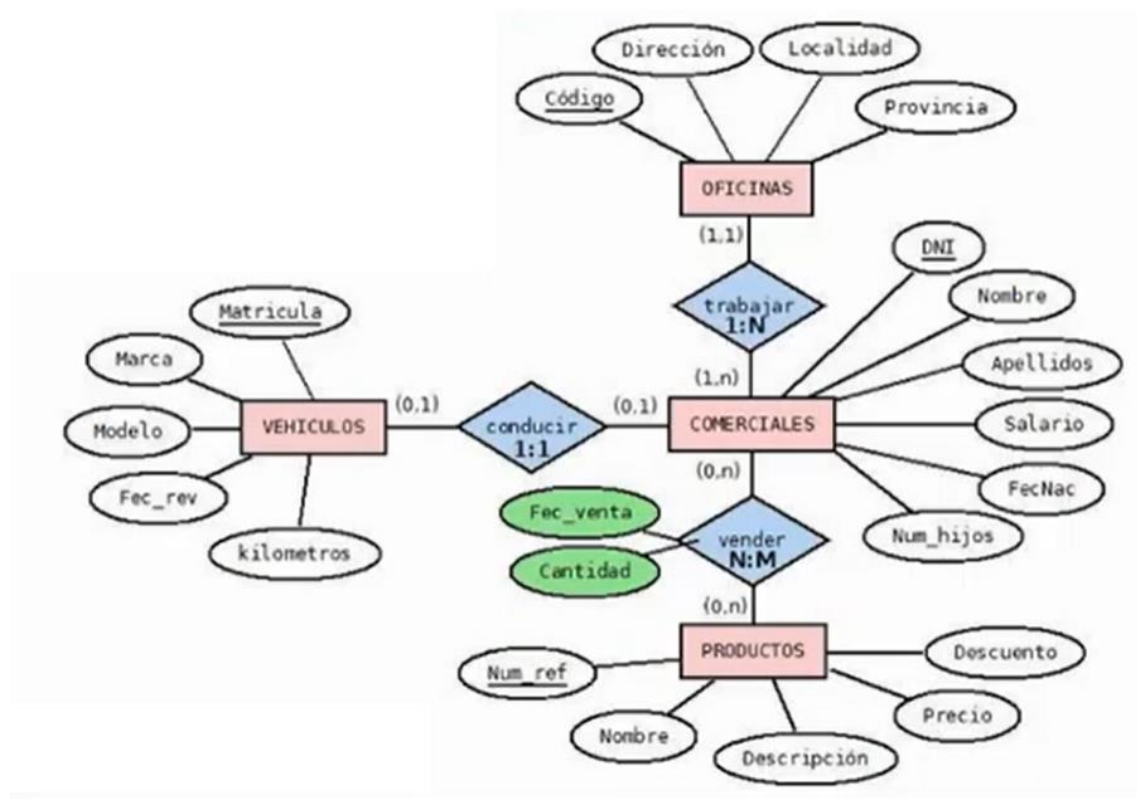 Dirección
Localidad
Código
Provincia
OFICINAS
(1,1)
DNI
trabajar
1:N
Nombre
Matricula
Marca
Apellidos
(1,n)
(0,1)
(0,1)
Modelo
VEHICULOS
conducir
1:1
COMERCIALES
Salario
(0,n)
Fec_rev
FecNac
Fec_venta
vender
N:M
Num_hijos
kilometros
Cantidad
(0,n)
PRODUCTOS
Descuento
Num_ref
Precio
Nombre
Descripción